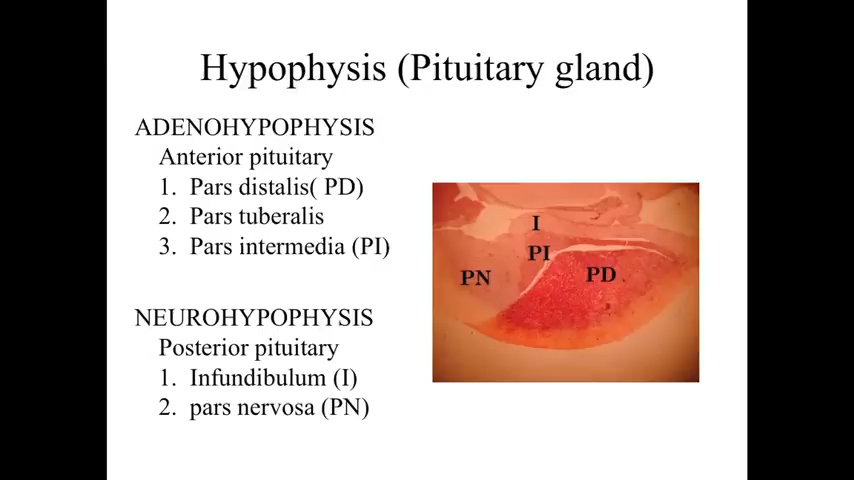 Hypophysis (Pituitary gland)
ADENOHYPOPHYSIS
Anterior pituitary
1. Pars distalis( PD)
2. Pars tuberalis
3. Pars intermedia (PI)
NEUROHYPOPHYSIS
Posterior pituitary
1. Infundibulum (I)
2. pars nervosa (PN)
I
PI
PN
PD